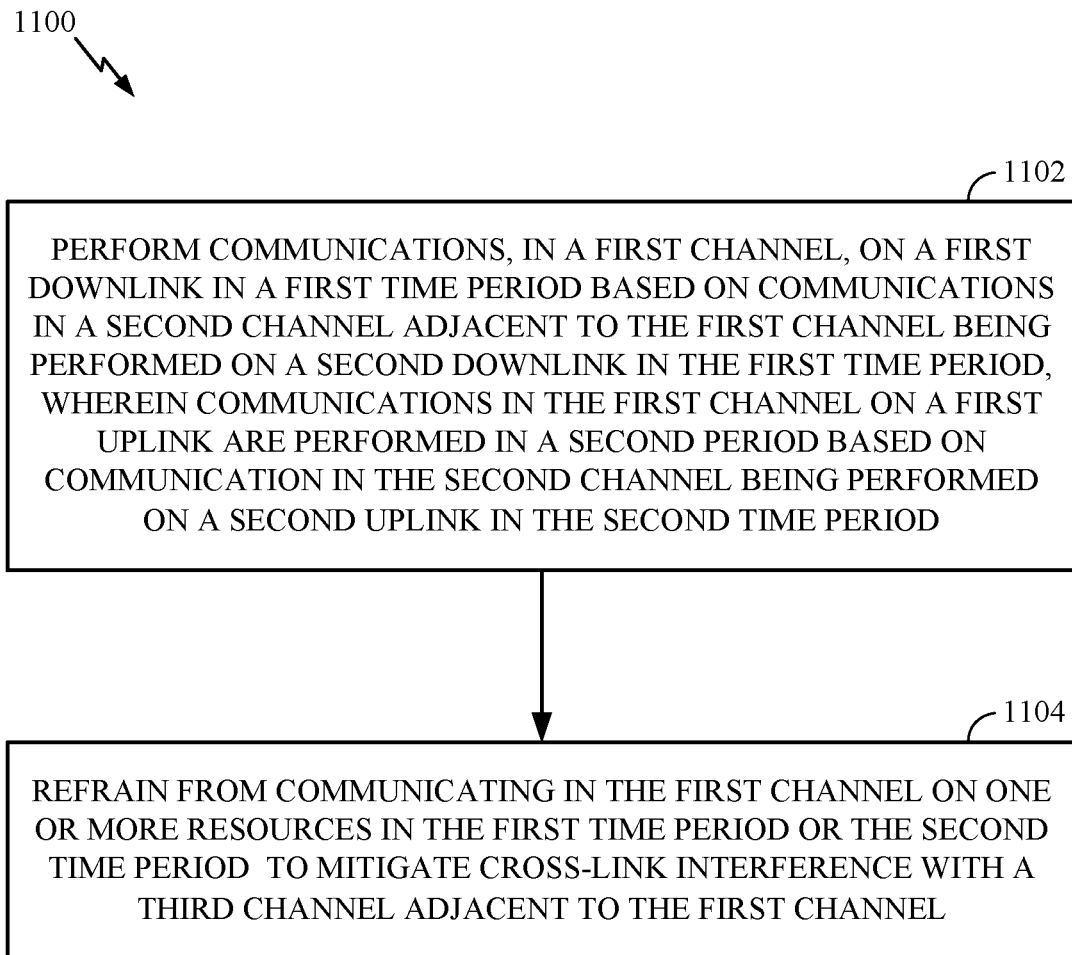 1100
1102
PERFORM COMMUNICATIONS, IN A FIRST CHANNEL, ON A FIRST
DOWNLINK IN A FIRST TIME PERIOD BASED ON COMMUNICATIONS
IN A SECOND CHANNEL ADJACENT TO THE FIRST CHANNEL BEING
PERFORMED ON A SECOND DOWNLINK IN THE FIRST TIME PERIOD,
WHEREIN COMMUNICATIONS IN THE FIRST CHANNEL ON A FIRST
UPLINK ARE PERFORMED IN A SECOND PERIOD BASED ON
COMMUNICATION IN THE SECOND CHANNEL BEING PERFORMED
ON A SECOND UPLINK IN THE SECOND TIME PERIOD
1104
REFRAIN FROM COMMUNICATING IN THE FIRST CHANNEL ON ONE
OR MORE RESOURCES IN THE FIRST TIME PERIOD OR THE SECOND
TIME PERIOD TO MITIGATE CROSS-LINK INTERFERENCE WITH A
THIRD CHANNEL ADJACENT TO THE FIRST CHANNEL